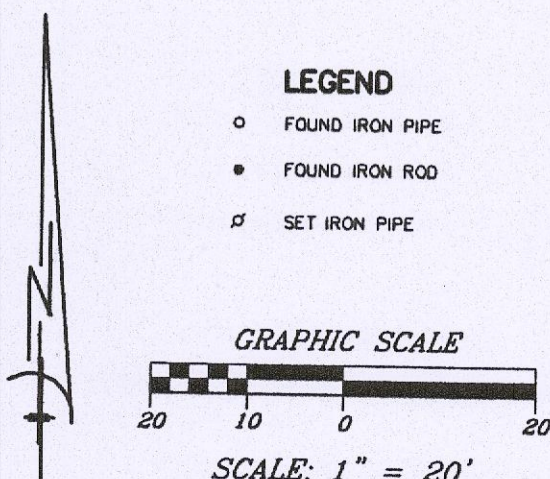 LEGEND
FOUND IRON PIPE
FOUND IRON ROD
SET IRON PIPE
N
GRAPHIC SCALE
20 10 0 20
SCALE: 1" = 20'